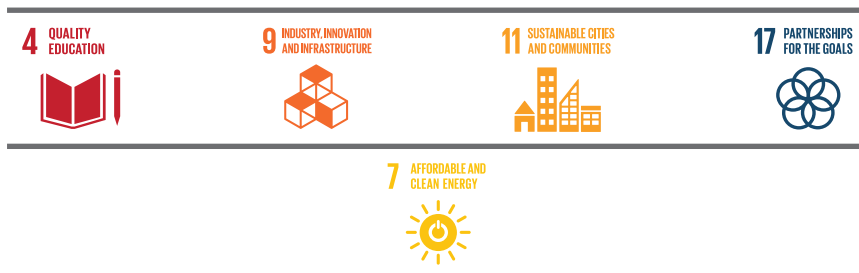 4 QUALITY
EDUCATION
9 INDUSTRY, INNOVATION
AND INFRASTRUCTURE
11 SUSTAINABLE CITIES
AND COMMUNITIES
17 PARTNERSHIPS
FOR THE GOALS
7 AFFORDABLE AND
CLEAN ENERGY